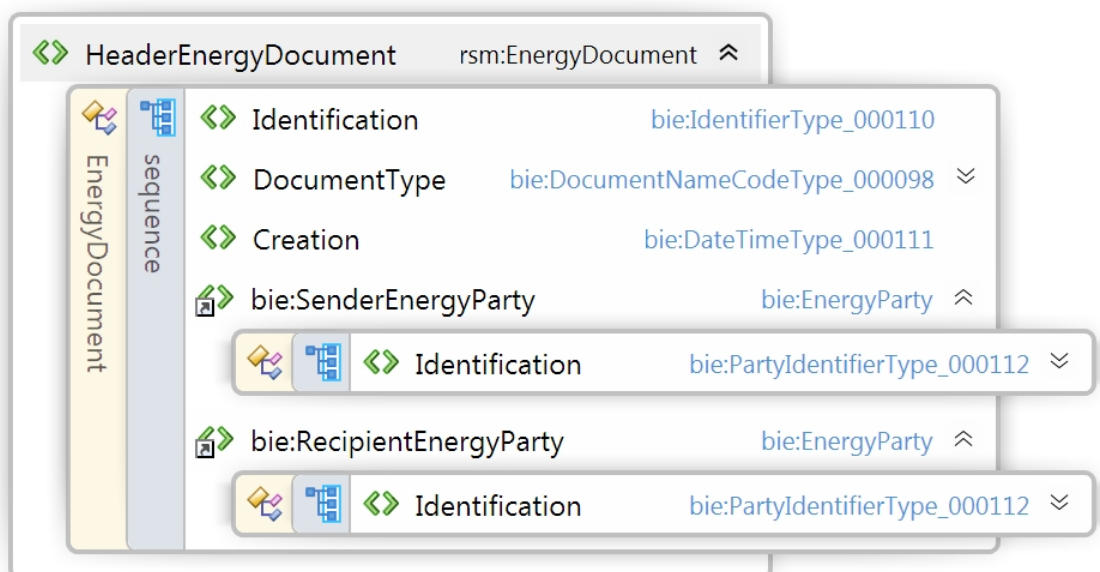 HeaderEnergyDocument rsm:EnergyDocument
EnergyDocument
sequence
Identification bie:IdentifierType_000110
DocumentType bie:DocumentNameCodeType_000098
Creation bie:DateTimeType_000111
bie:SenderEnergyParty bie:EnergyParty
Identification bie:PartyIdentifierType_000112
bie:RecipientEnergyParty bie:EnergyParty
Identification bie:PartyIdentifierType_000112